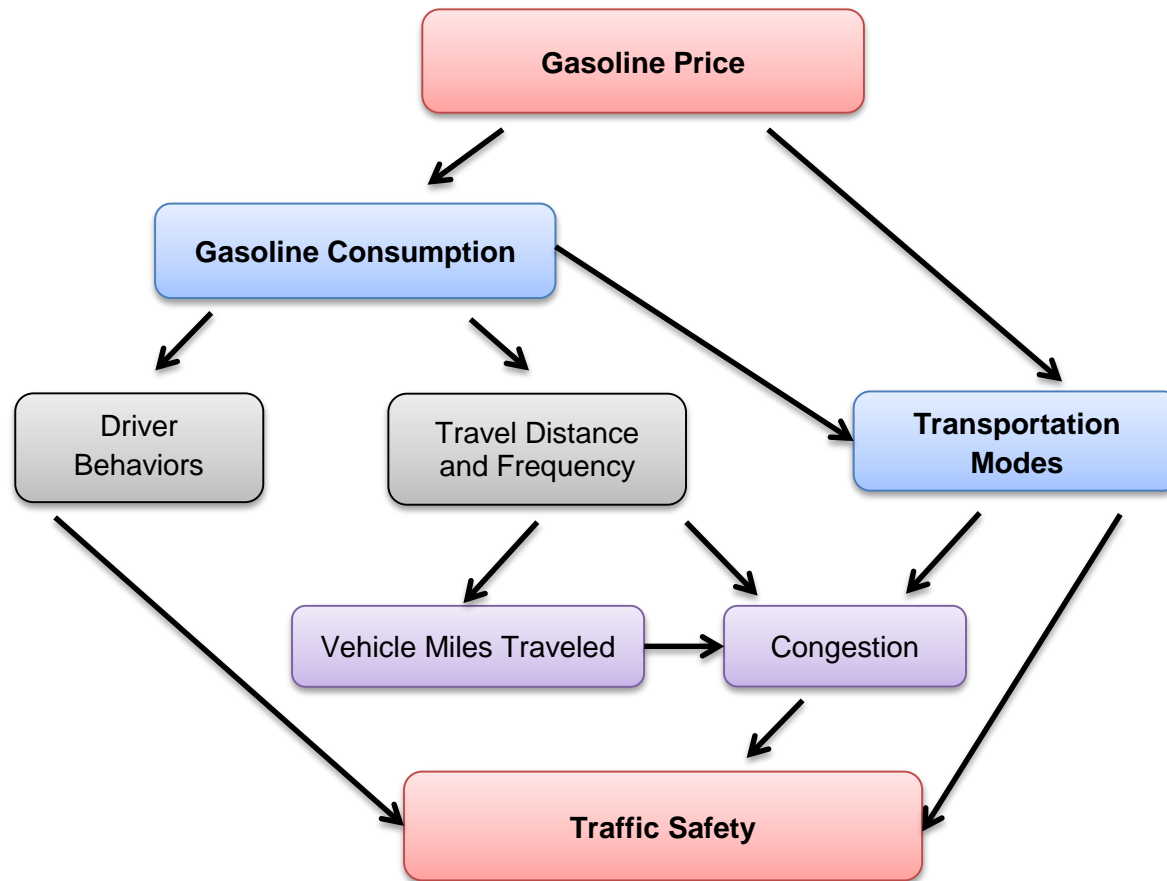 Gasoline Price
Gasoline Consumption
Driver
Behaviors
Travel Distance
and Frequency
Transportation
Modes
Vehicle Miles Traveled
Congestion
Traffic Safety